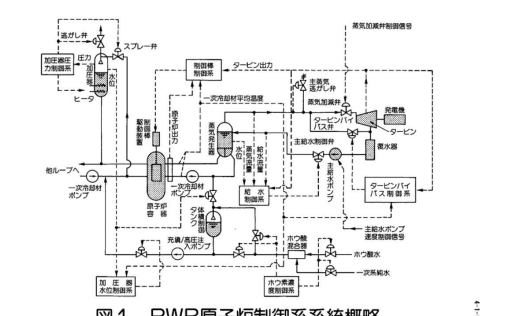 蒸気加減弁制御信号
逃がし弁
スプレー弁
加圧器圧
力制御系
圧力
加圧器
水位
ヒータ
制御棒
制御系
タービン出力
主蒸気
逃がし弁
蒸気加減弁
発電機
タービンバイ
パス弁
タービン
復水器
一次冷却材平均温度
制御棒
駆動装置
原子炉出力
蒸気発生器
水位
蒸気流量
給水流量
主給水制御弁
主給水ポンプ
他ループへ
一次冷却材
ポンプ
原子炉
容器
一次冷却材
ポンプ
給水
制御系
タービンバイ
パス制御系
体積制御
タンク
主給水ポンプ
速度制御信号
充填/高圧注
入ポンプ
ホウ酸
混合器
ホウ酸水
一次系純水
加圧器
水位制御系
ホウ素濃
度制御系
図1 PWR原子炉制御系系統概略